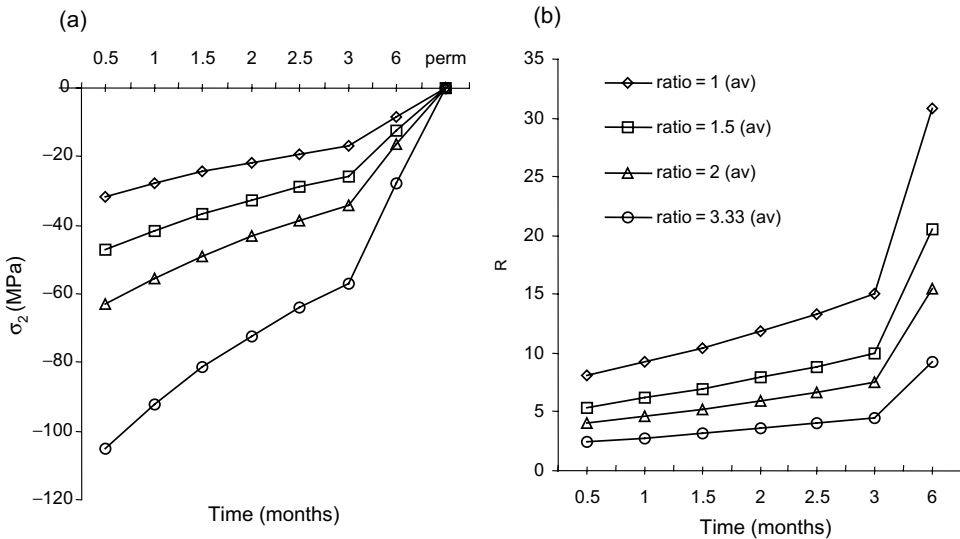 (a)
0.5 1 1.5 2 2.5 3 6 perm
0
–20
–40
–60
–80
–100
–120
σ2 (MPa)
Time (months)
(b)
35
30
25
20
15
10
5
0
R
ratio = 1 (av)
ratio = 1.5 (av)
ratio = 2 (av)
ratio = 3.33 (av)
0.5 1 1.5 2 2.5 3 6
Time (months)